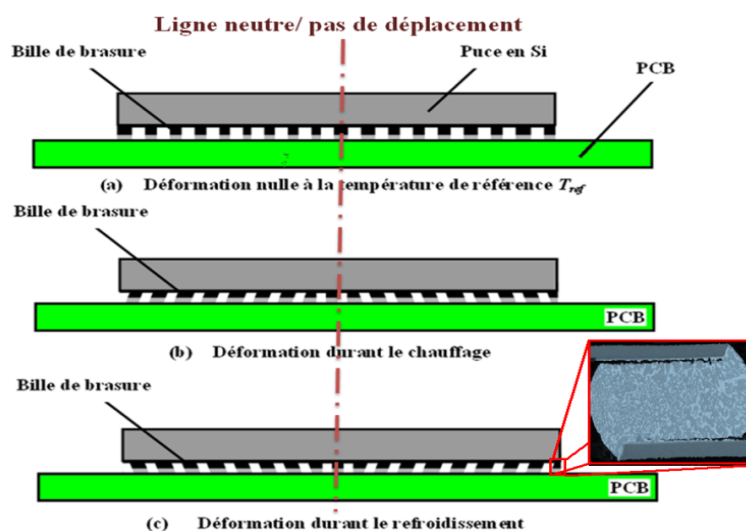 Ligne neutre/ pas de déplacement
Bille de brasure
Puce en Si
PCB
(a) Déformation nulle à la température de référence Tref
Bille de brasure
PCB
(b) Déformation durant le chauffage
Bille de brasure
PCB
(c) Déformation durant le refroidissement